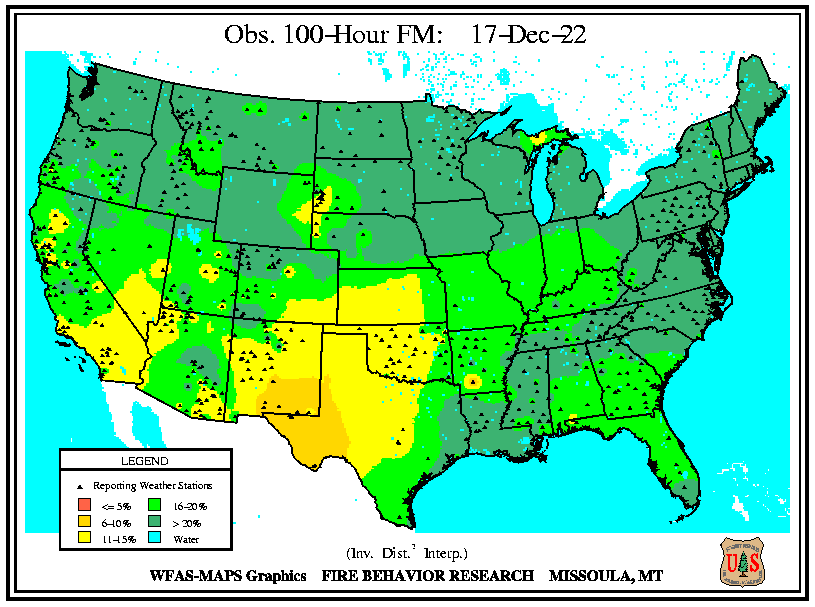 Obs. 100-Hour FM: 17-Dec-22
LEGEND
Reporting Weather Stations
<= 5% 16-20%
6-10% > 20%
11-15% Water
(Inv. Dist.² Interp.)
WFAS-MAPS Graphics FIRE BEHAVIOR RESEARCH MISSOULA, MT
U S